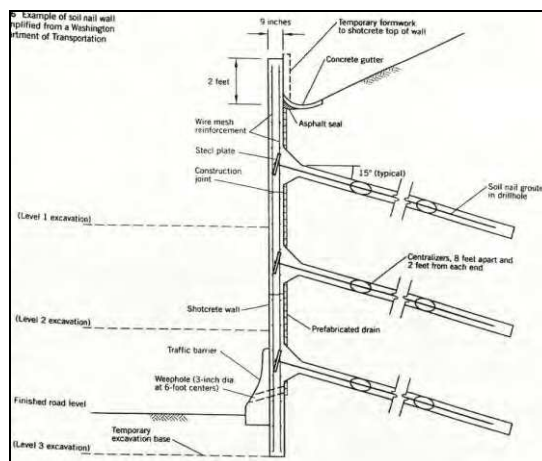 6 Example of soil nail wall
mplified from a Washington
artment of Transportation
9 inches
Temporary formwork
to shotcrete top of wall
Concrete gutter
2 feet
Asphalt seal
Wire mesh
reinforcement
Steel plate
15° (typical)
Construction
joint
Soil nail grouted
in drillhole
(Level 1 excavation)
Centralizers, 8 feet apart and
2 feet from each end
Shotcrete wall
(Level 2 excavation)
Prefabricated drain
Traffic barrier
Weephole (3-inch dia
at 6-foot centers)
Finished road level
Temporary
excavation base
(Level 3 excavation)